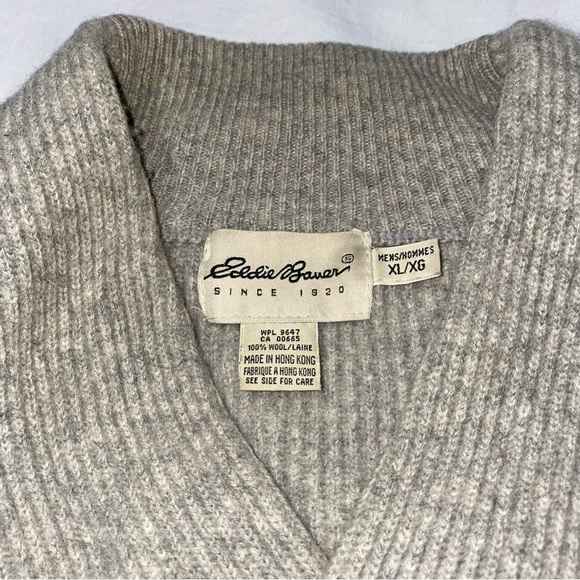 Eddie Bauer
SINCE 1920
MENS/HOMMES
XL/XG
WPL 9647
CA 00665
100% WOOL/LAINE
MADE IN HONG KONG
FABRIQUE A HONG KONG
SEE SIDE FOR CARE